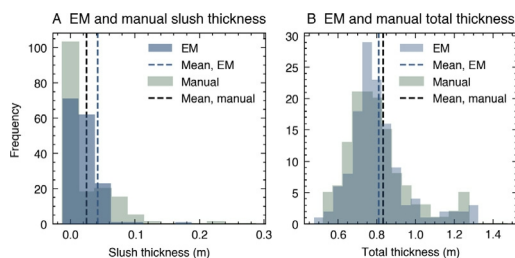 A EM and manual slush thickness
EM
Mean, EM
Manual
Mean, manual
Frequency
100
80
60
40
20
0
0.0 0.1 0.2 0.3
Slush thickness (m)
B EM and manual total thickness
EM
Mean, EM
Manual
Mean, manual
30
25
20
15
10
5
0
0.6 0.8 1.0 1.2 1.4
Total thickness (m)